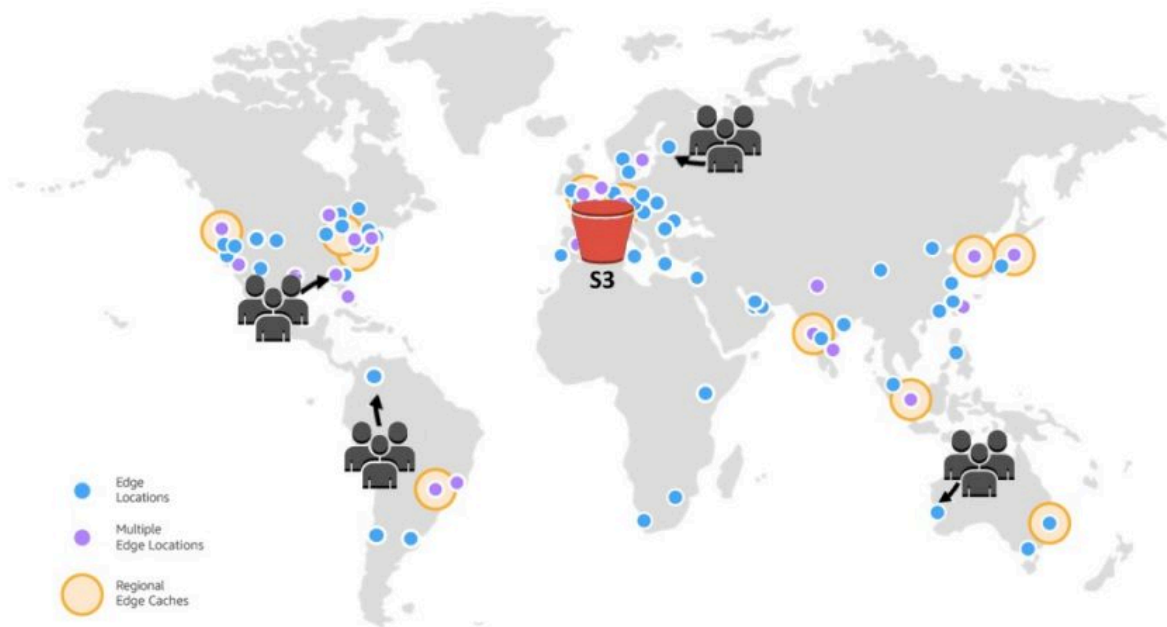 S3
Edge
Locations
Multiple
Edge Locations
Regional
Edge Caches